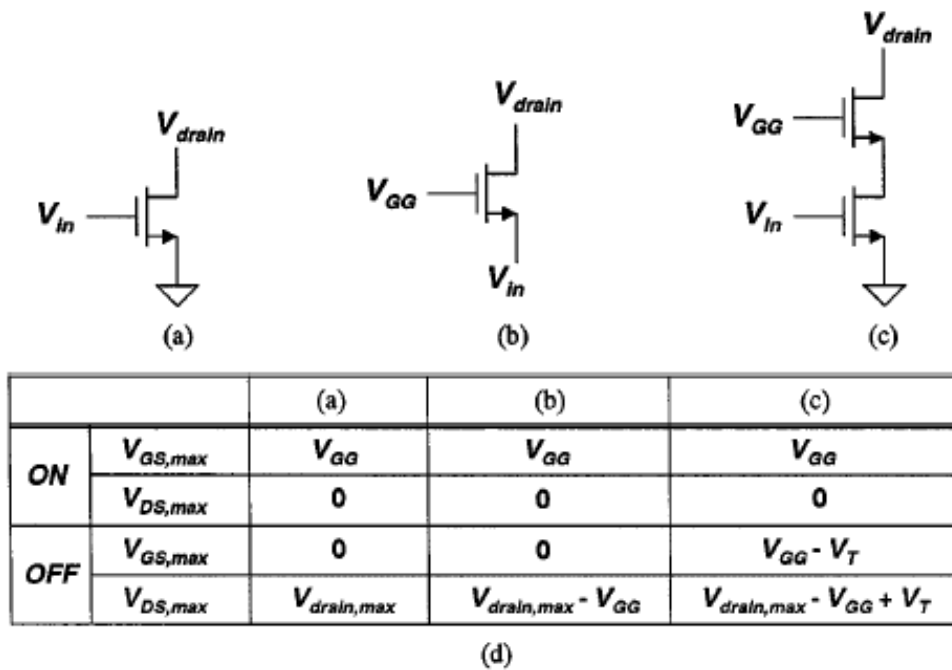 V_drain
V_in
(a)
V_drain
V_GG
V_in
(b)
V_drain
V_GG
V_In
(c)
(a) (b) (c)
ON V_GS,max V_GG V_GG V_GG
V_DS,max 0 0 0
OFF V_GS,max 0 0 V_GG - V_T
V_DS,max V_drain,max V_drain,max - V_GG V_drain,max - V_GG + V_T
(d)